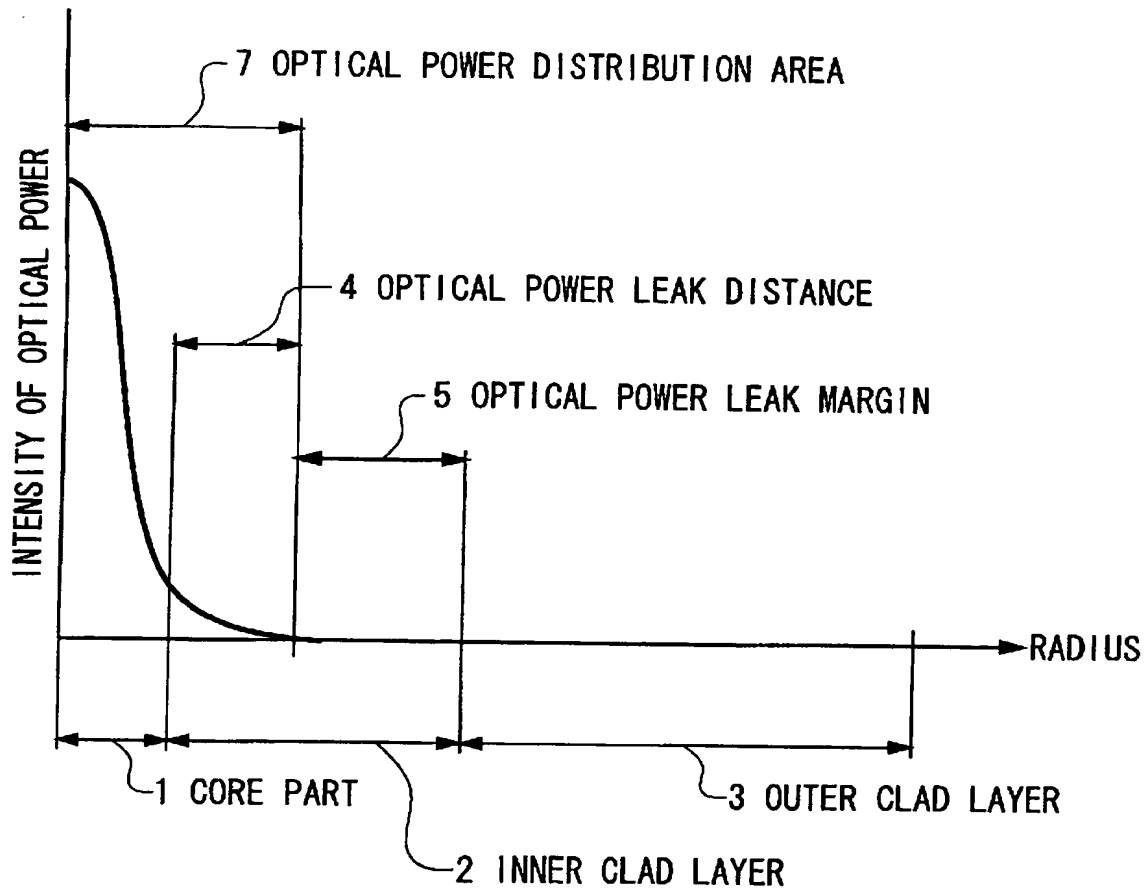 7 OPTICAL POWER DISTRIBUTION AREA
INTENSITY OF OPTICAL POWER
4 OPTICAL POWER LEAK DISTANCE
5 OPTICAL POWER LEAK MARGIN
RADIUS
1 CORE PART
3 OUTER CLAD LAYER
2 INNER CLAD LAYER